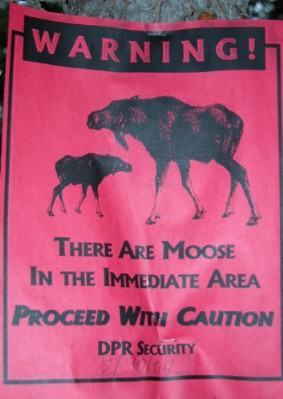 WARNING!
THERE ARE MOOSE
IN THE IMMEDIATE AREA
PROCEED WITH CAUTION
DPR SECURITY